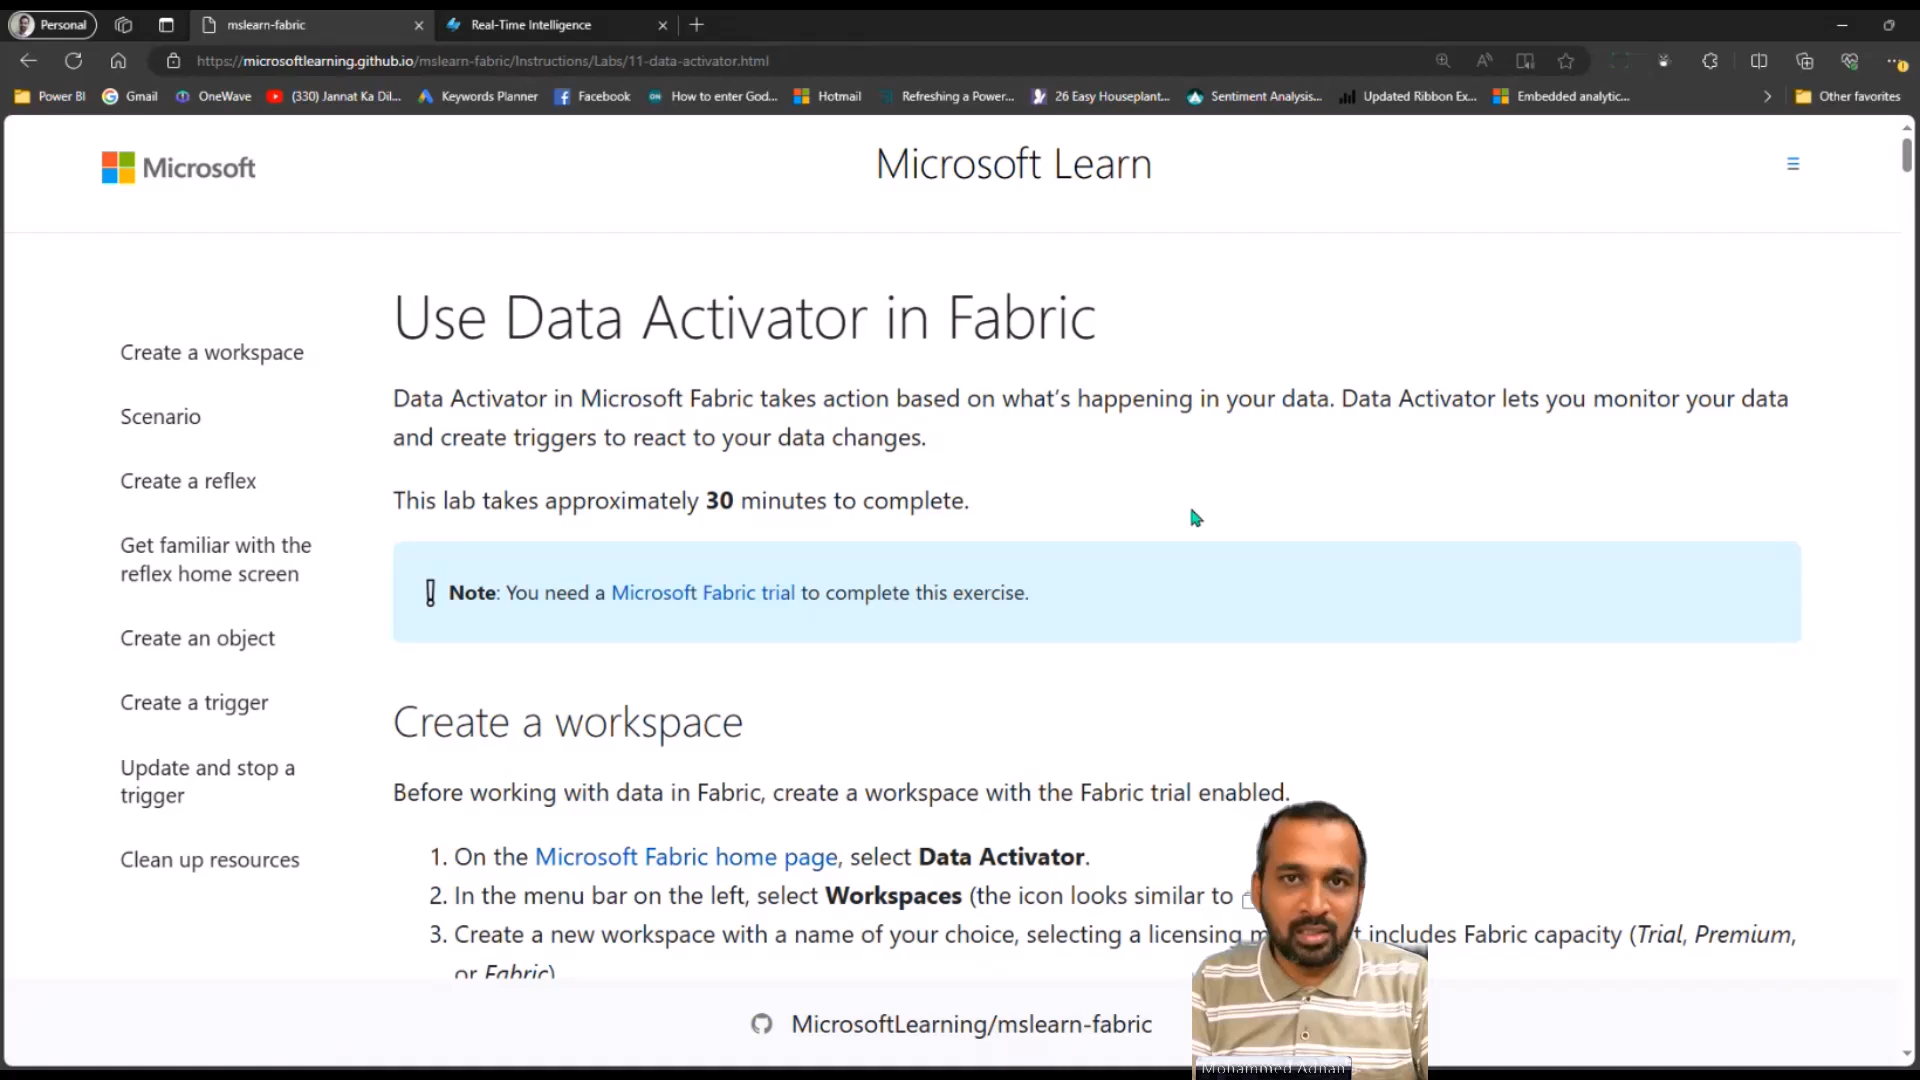 Personal
mslearn-fabric
Real-Time Intelligence
https://microsoftlearning.github.io/mslearn-fabric/Instructions/Labs/11-data-activator.html
Power BI
Gmail
OneWave
(330) Jannat Ka Dil...
Keywords Planner
Facebook
How to enter God...
Hotmail
Refreshing a Power...
26 Easy Houseplant...
Sentiment Analysis...
Updated Ribbon Ex...
Embedded analytic...
Other favorites
Microsoft
Microsoft Learn
Create a workspace
Scenario
Create a reflex
Get familiar with the
reflex home screen
Create an object
Create a trigger
Update and stop a
trigger
Clean up resources
Use Data Activator in Fabric
Data Activator in Microsoft Fabric takes action based on what's happening in your data. Data Activator lets you monitor your data
and create triggers to react to your data changes.
This lab takes approximately 30 minutes to complete.
Note: You need a Microsoft Fabric trial to complete this exercise.
Create a workspace
Before working with data in Fabric, create a workspace with the Fabric trial enabled.
1. On the Microsoft Fabric home page, select Data Activator.
2. In the menu bar on the left, select Workspaces (the icon looks similar to
3. Create a new workspace with a name of your choice, selecting a licensing includes Fabric capacity (Trial, Premium,
or Fabric)
MicrosoftLearning/mslearn-fabric
Mohammed Adnan